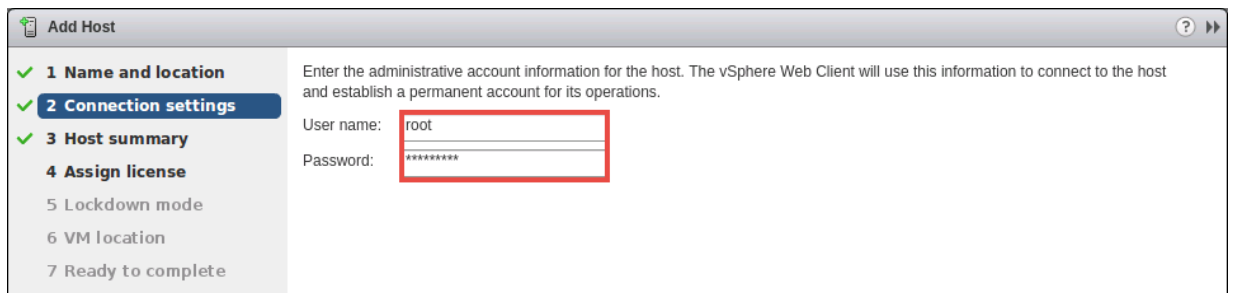 Add Host
?
1 Name and location
2 Connection settings
3 Host summary
4 Assign license
5 Lockdown mode
6 VM location
7 Ready to complete
Enter the administrative account information for the host. The vSphere Web Client will use this information to connect to the host
and establish a permanent account for its operations.
User name: root
Password: *********